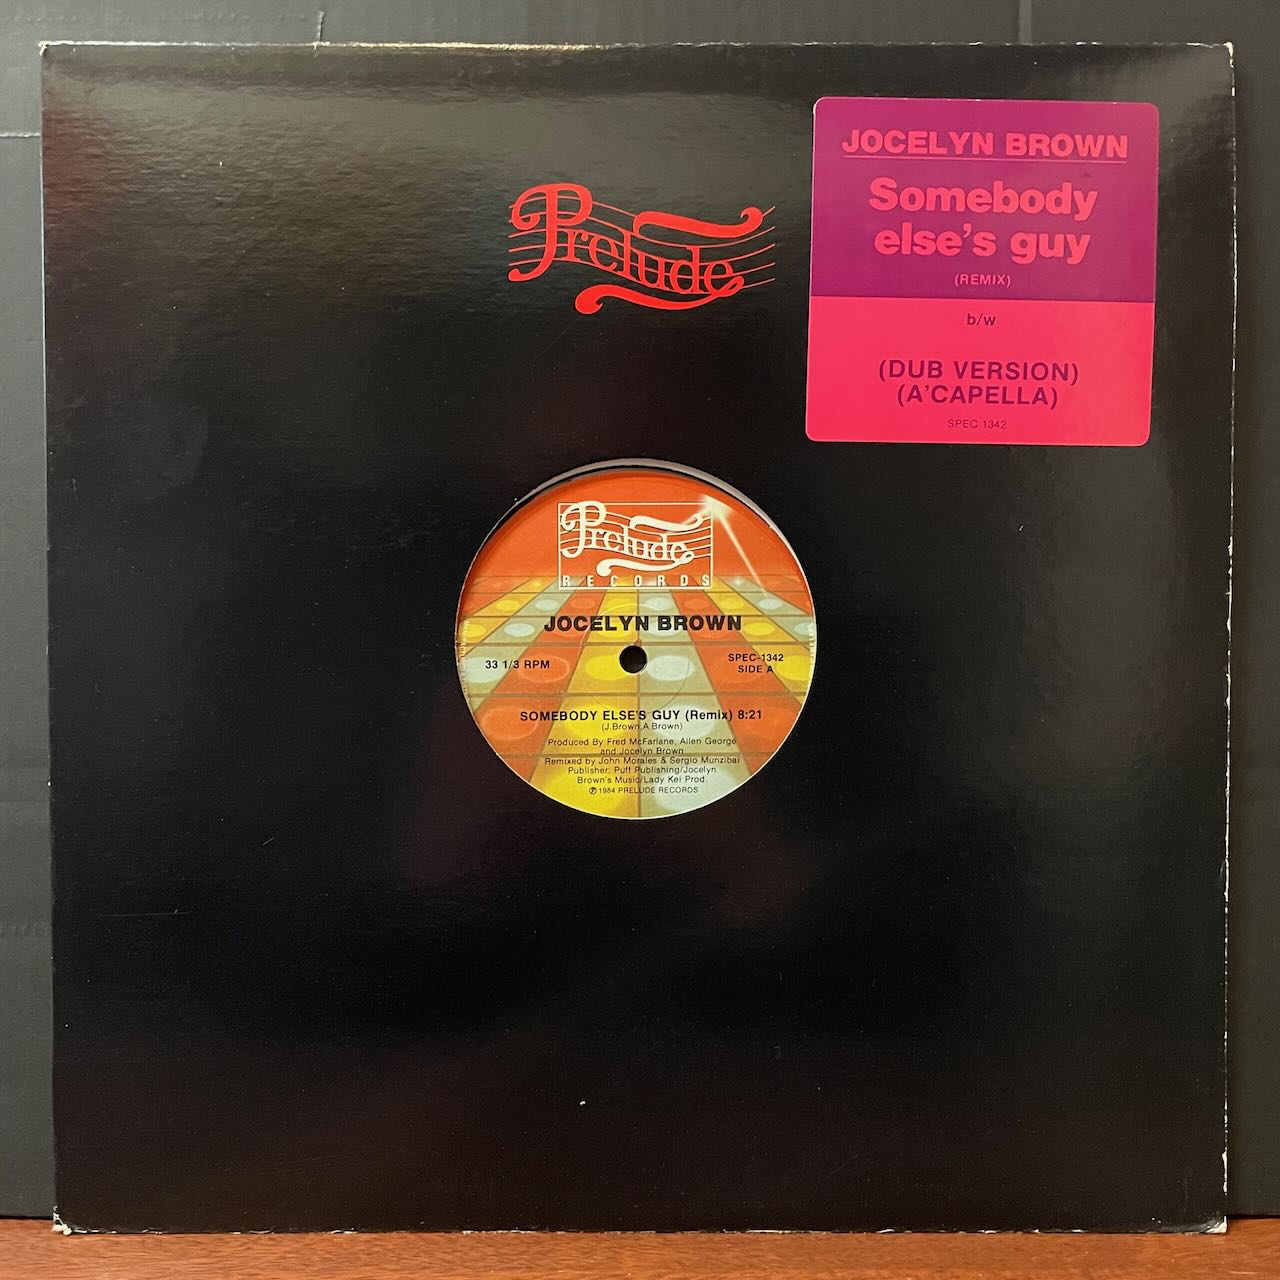 Prelude
JOCELYN BROWN
Somebody
else's guy
(REMIX)
b/w
(DUB VERSION)
(A'CAPELLA)
SPEC 1342
Prelude
RECORDS
JOCELYN BROWN
33 1/3 RPM
SPEC-1342
SIDE A
SOMEBODY ELSE'S GUY (Remix) 8:21
(J.Brown,A.Brown)
Produced By Fred McFarlane, Allen George
and Jocelyn Brown
Remixed by John Morales & Sergio Munzibai
Publisher: Puff Publishing/Jocelyn
Brown's Music/Lady Kei Prod.
℗ 1984 PRELUDE RECORDS